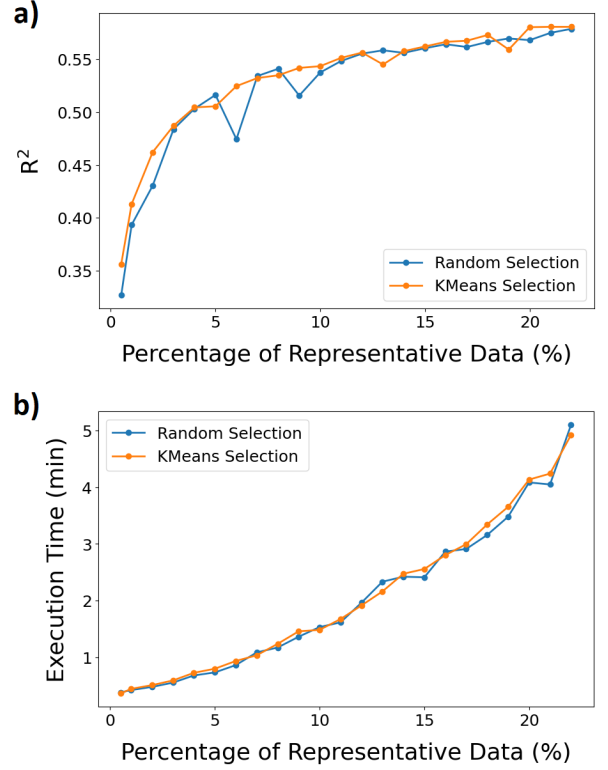 a)
0.55
0.50
0.45
0.40
0.35
R²
Random Selection
KMeans Selection
0 5 10 15 20
Percentage of Representative Data (%)
b)
Random Selection
KMeans Selection
5
4
3
2
1
Execution Time (min)
0 5 10 15 20
Percentage of Representative Data (%)